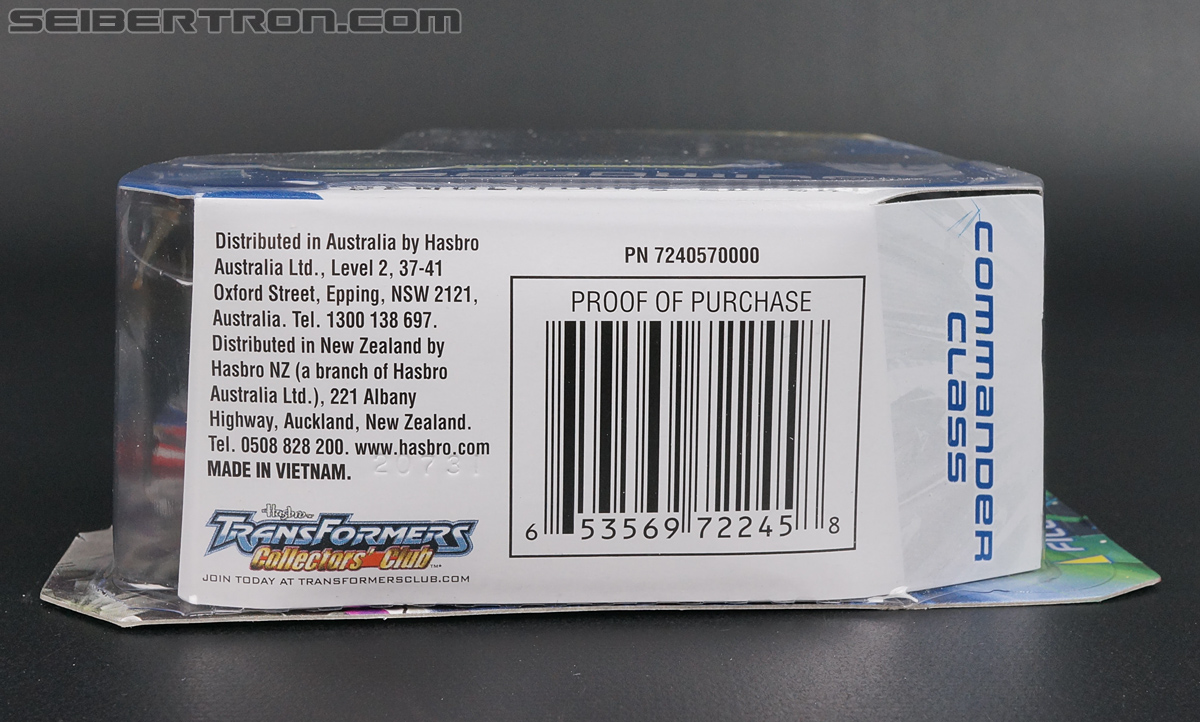 SEIBERTRON.COM
Distributed in Australia by Hasbro
Australia Ltd., Level 2, 37-41
Oxford Street, Epping, NSW 2121,
Australia. Tel. 1300 138 697.
Distributed in New Zealand by
Hasbro NZ (a branch of Hasbro
Australia Ltd.), 221 Albany
Highway, Auckland, New Zealand.
Tel. 0508 828 200. www.hasbro.com
MADE IN VIETNAM. 20731
Hasbro
TRANSFORMERS
Collectors' Club™*
JOIN TODAY AT TRANSFORMERSCLUB.COM
PN 7240570000
PROOF OF PURCHASE
6 53569 72245 8
COMMANDER
CLASS